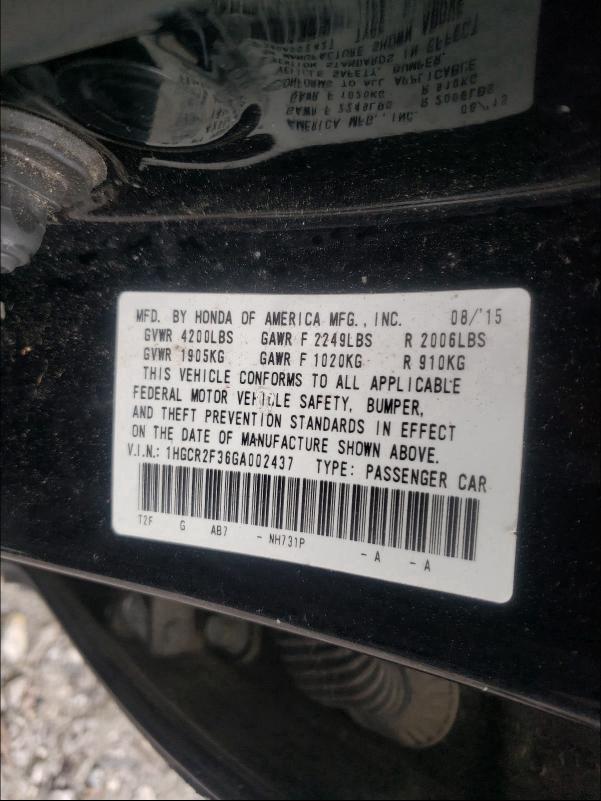 MFD. BY HONDA OF AMERICA MFG., INC. 08/'15
GVWR 4200LBS GAWR F 2249LBS R 2006LBS
GVWR 1905KG GAWR F 1020KG R 910KG
THIS VEHICLE CONFORMS TO ALL APPLICABLE
FEDERAL MOTOR VEHICLE SAFETY, BUMPER,
AND THEFT PREVENTION STANDARDS IN EFFECT
ON THE DATE OF MANUFACTURE SHOWN ABOVE.
V.I.N.: 1HGCR2F36GA002437 TYPE: PASSENGER CAR
T2F G AB7 - NH731P - A - A